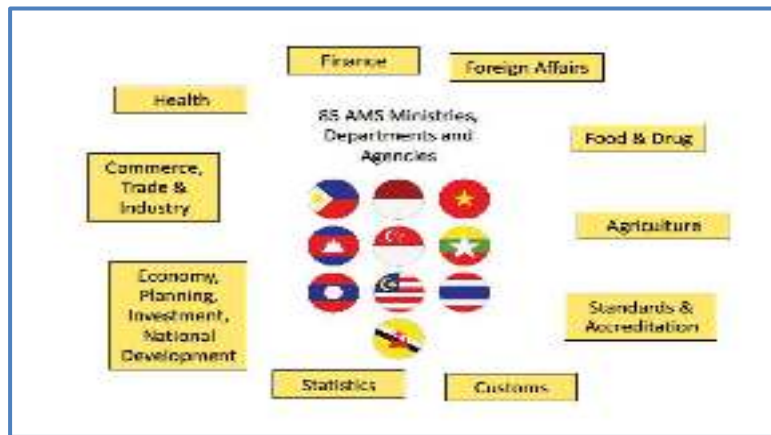 Finance
Foreign Affairs
Health
85 AMS Ministries,
Departments and
Agencies
Food & Drug
Commerce,
Trade &
Industry
Agriculture
Economy,
Planning,
Investment,
National
Development
Standards &
Accreditation
Statistics
Customs